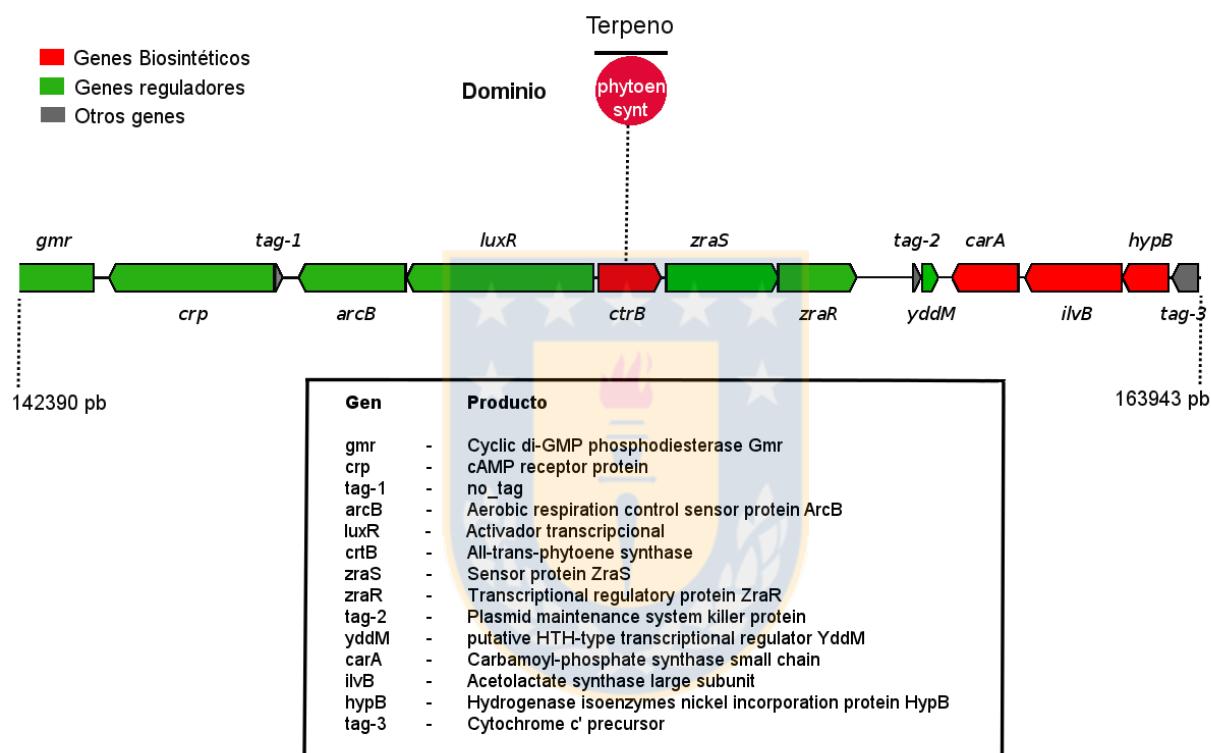 Terpeno
Genes Biosintéticos
Genes reguladores
Otros genes
Dominio
phytoen
synt
gmr tag-1 luxR zraS tag-2 carA hypB
crp arcB ctrB zraR yddM ilvB tag-3
142390 pb 163943 pb
Gen Producto
gmr - Cyclic di-GMP phosphodiesterase Gmr
crp - cAMP receptor protein
tag-1 - no_tag
arcB - Aerobic respiration control sensor protein ArcB
luxR - Activador transcripcional
crtB - All-trans-phytoene synthase
zraS - Sensor protein ZraS
zraR - Transcriptional regulatory protein ZraR
tag-2 - Plasmid maintenance system killer protein
yddM - putative HTH-type transcriptional regulator YddM
carA - Carbamoyl-phosphate synthase small chain
ilvB - Acetolactate synthase large subunit
hypB - Hydrogenase isoenzymes nickel incorporation protein HypB
tag-3 - Cytochrome c' precursor